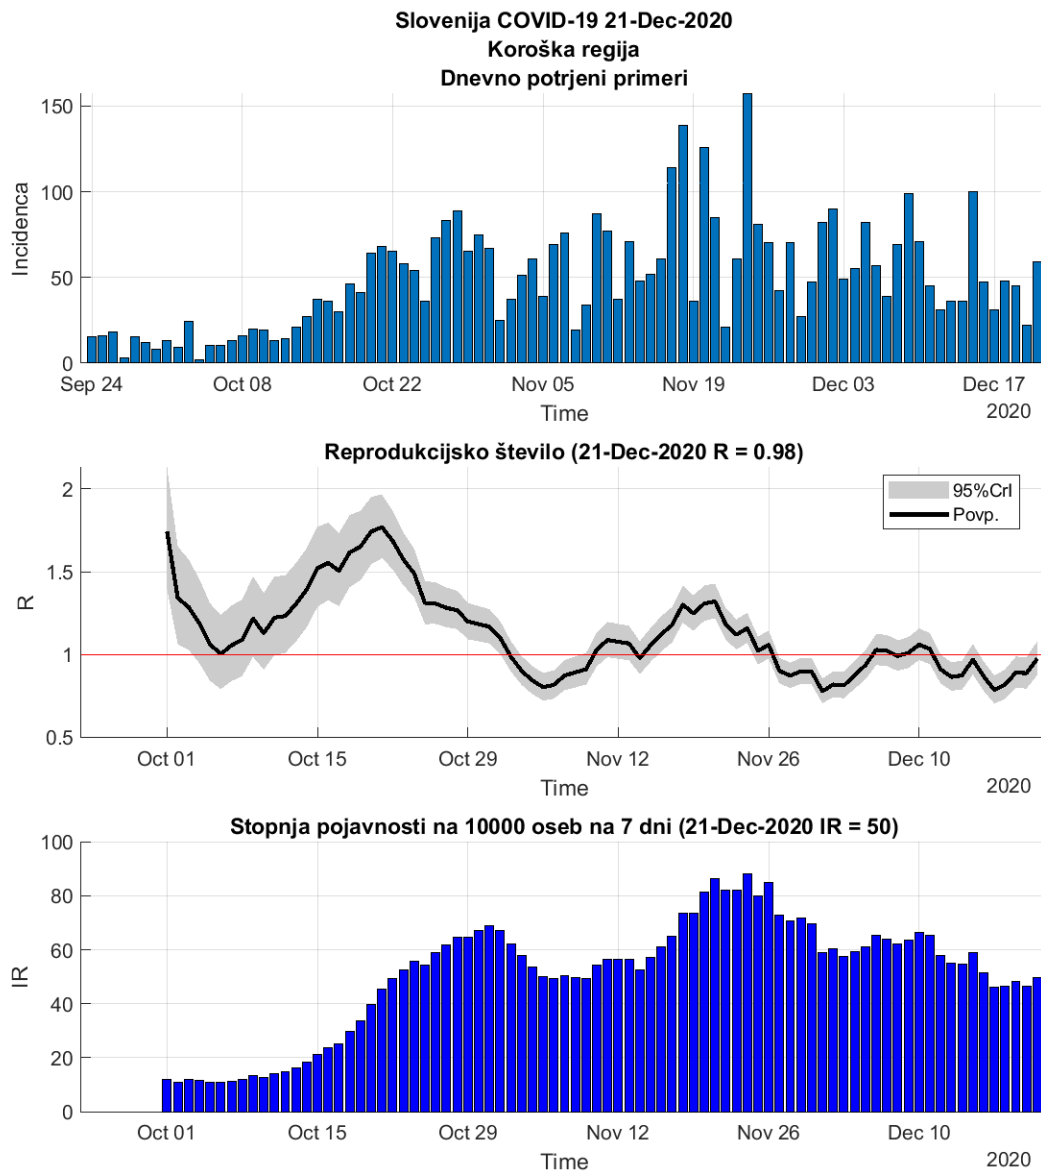 Slovenija COVID-19 21-Dec-2020
Koroška regija
Dnevno potrjeni primeri
150
100
50
0
Incidenca
Sep 24 Oct 08 Oct 22 Nov 05 Nov 19 Dec 03 Dec 17
Time
2020
Reprodukcijsko število (21-Dec-2020 R = 0.98)
95%CrI
Povp.
2
1.5
1
0.5
R
Oct 01 Oct 15 Oct 29 Nov 12 Nov 26 Dec 10
Time
2020
Stopnja pojavnosti na 10000 oseb na 7 dni (21-Dec-2020 IR = 50)
100
80
60
40
20
0
IR
Oct 01 Oct 15 Oct 29 Nov 12 Nov 26 Dec 10
Time
2020